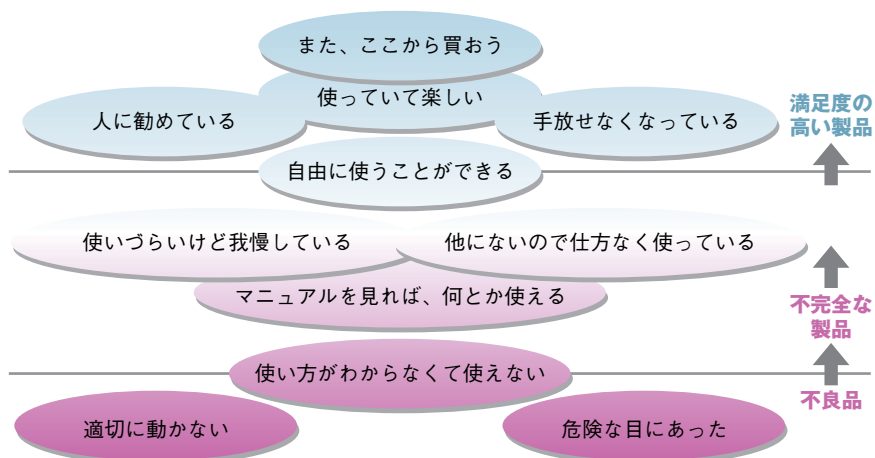 また、ここから買おう
使っていて楽しい
人に勧めている
手放せなくなっている
満足度の
高い製品
自由に使うことができる
使いづらいけど我慢している
他にないので仕方なく使っている
マニュアルを見れば、何とか使える
不完全な
製品
使い方がわからなくて使えない
不良品
適切に動かない
危険な目にあった